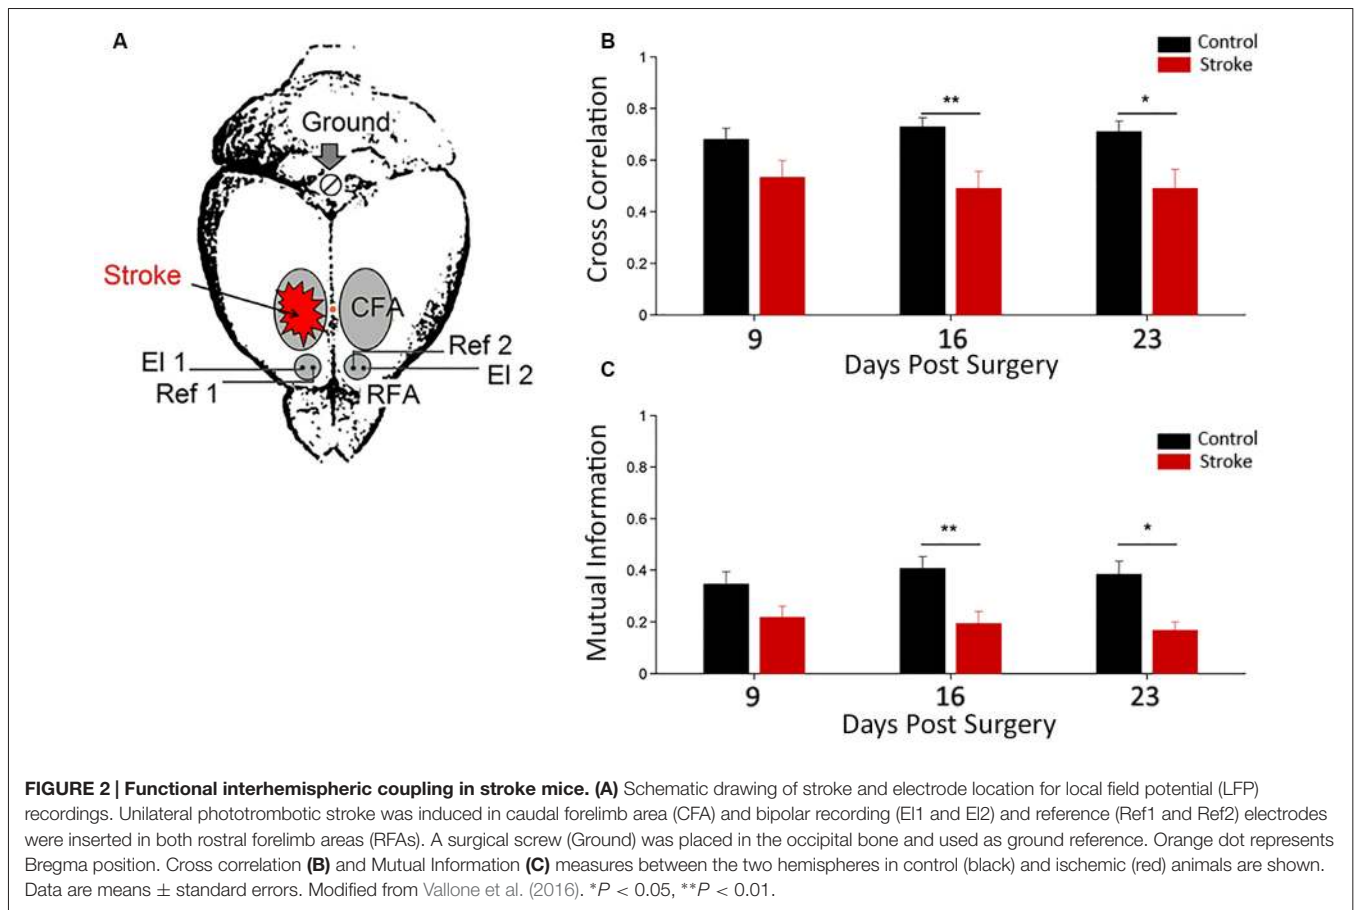 A
Ground
Stroke
CFA
Ref 2
El 1
El 2
Ref 1
RFA
B
Control
Stroke
Cross Correlation
1
0.8
0.6
0.4
0.2
0
**
*
9
16
23
Days Post Surgery
C
Control
Stroke
Mutual Information
1
0.8
0.6
0.4
0.2
0
**
*
9
16
23
Days Post Surgery
FIGURE 2 | Functional interhemispheric coupling in stroke mice. (A) Schematic drawing of stroke and electrode location for local field potential (LFP)
recordings. Unilateral phototrombotic stroke was induced in caudal forelimb area (CFA) and bipolar recording (El1 and El2) and reference (Ref1 and Ref2) electrodes
were inserted in both rostral forelimb areas (RFAs). A surgical screw (Ground) was placed in the occipital bone and used as ground reference. Orange dot represents
Bregma position. Cross correlation (B) and Mutual Information (C) measures between the two hemispheres in control (black) and ischemic (red) animals are shown.
Data are means ± standard errors. Modified from Vallone et al. (2016). *P < 0.05, **P < 0.01.